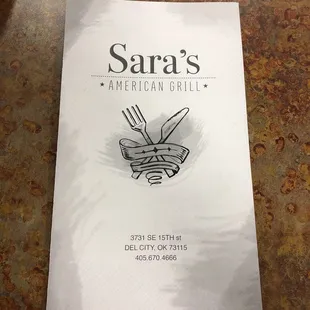 Sara's
★ AMERICAN GRILL ★
3731 SE 15TH st
DEL CITY, OK 73115
405.670.4666